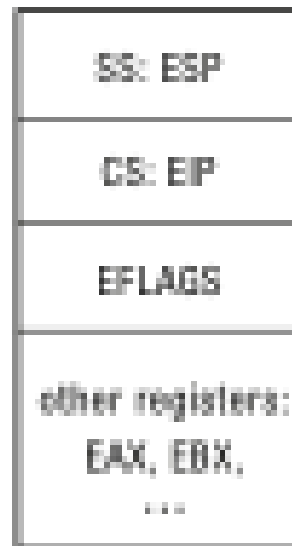 SS: ESP
CS: EIP
EFLAGS
other registers:
EAX, EBX,
...